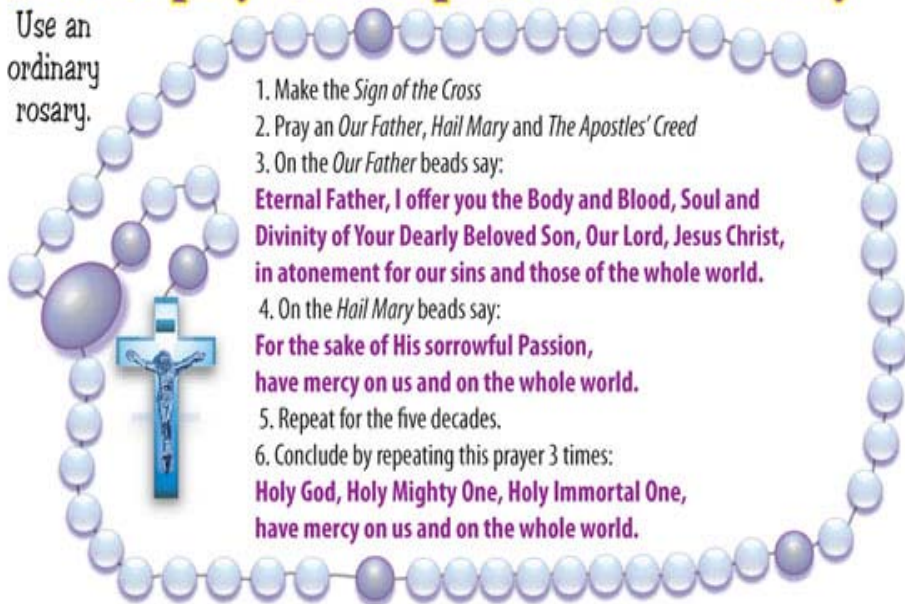 Use an
ordinary
rosary.
1. Make the Sign of the Cross
2. Pray an Our Father, Hail Mary and The Apostles' Creed
3. On the Our Father beads say:
Eternal Father, I offer you the Body and Blood, Soul and
Divinity of Your Dearly Beloved Son, Our Lord, Jesus Christ,
in atonement for our sins and those of the whole world.
4. On the Hail Mary beads say:
For the sake of His sorrowful Passion,
have mercy on us and on the whole world.
5. Repeat for the five decades.
6. Conclude by repeating this prayer 3 times:
Holy God, Holy Mighty One, Holy Immortal One,
have mercy on us and on the whole world.